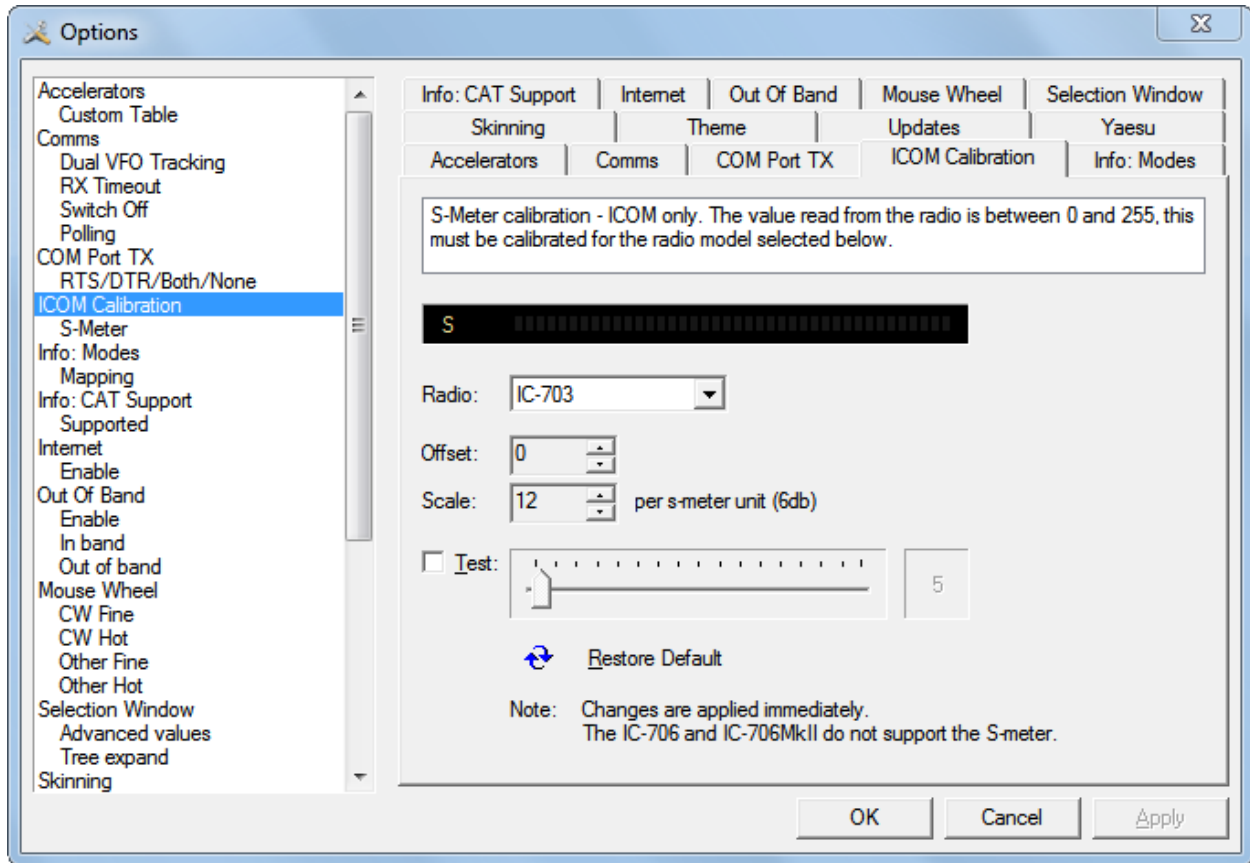 Options
Accelerators
Custom Table
Comms
Dual VFO Tracking
RX Timeout
Switch Off
Polling
COM Port TX
RTS/DTR/Both/None
ICOM Calibration
S-Meter
Info: Modes
Mapping
Info: CAT Support
Supported
Internet
Enable
Out Of Band
Enable
In band
Out of band
Mouse Wheel
CW Fine
CW Hot
Other Fine
Other Hot
Selection Window
Advanced values
Tree expand
Skinning
Info: CAT Support Internet Out Of Band Mouse Wheel Selection Window
Skinning Theme Updates Yaesu
Accelerators Comms COM Port TX ICOM Calibration Info: Modes
S-Meter calibration - ICOM only. The value read from the radio is between 0 and 255, this
must be calibrated for the radio model selected below.
S
Radio: IC-703
Offset: 0
Scale: 12 per s-meter unit (6db)
Test: 5
Restore Default
Note: Changes are applied immediately.
The IC-706 and IC-706MkII do not support the S-meter.
OK Cancel Apply